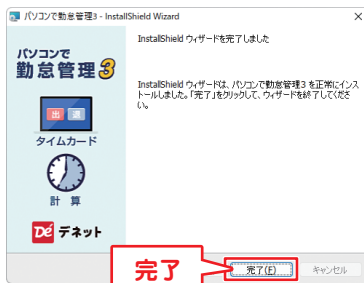 パソコンで勤怠管理3 - InstallShield Wizard
InstallShield ウィザードを完了しました
パソコンで
勤怠管理3
InstallShield ウィザードは、パソコンで勤怠管理3 を正常にインス
トールしました。「完了」をクリックして、ウィザードを終了してくださ
い。
出 退
タイムカード
計 算
Dé デネット
完了
完了(F)
キャンセル